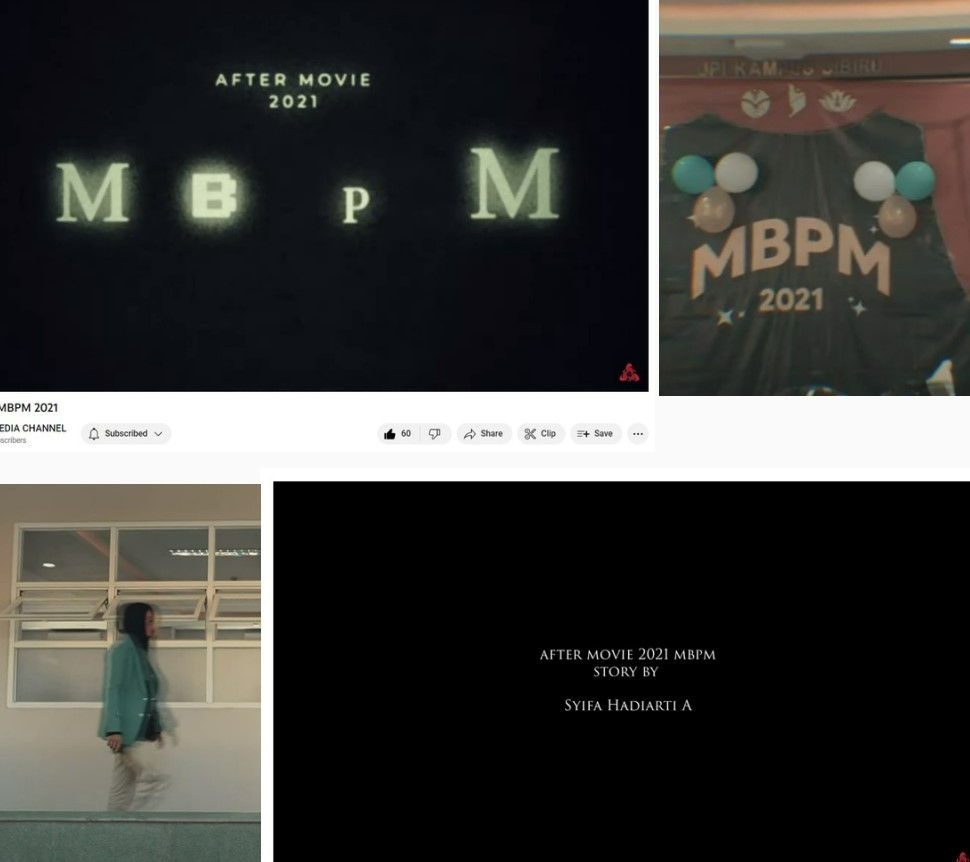 AFTER MOVIE
2021
M B P M
UPI KAMPUS CIBIRU
MBPM
2021
MBPM 2021
EDIA CHANNEL
scribers
Subscribed
60
Share
Clip
Save
AFTER MOVIE 2021 MBPM
STORY BY
SYIFA HADIARTI A